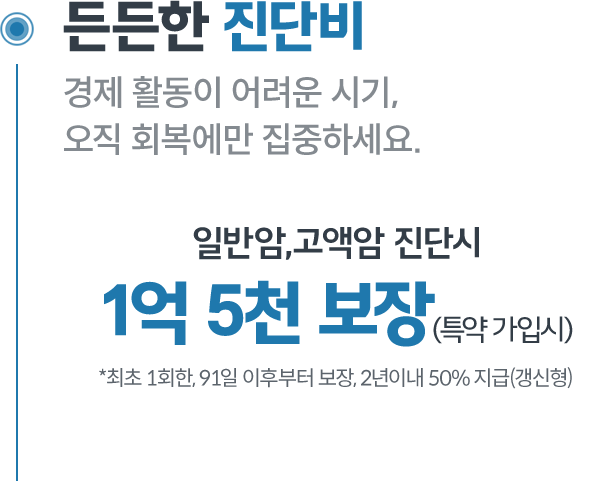 든든한 진단비
경제 활동이 어려운 시기,
오직 회복에만 집중하세요.
일반암,고액암 진단시
1억 5천 보장(특약 가입시)
*최초 1회한, 91일 이후부터 보장, 2년이내 50% 지급(갱신형)